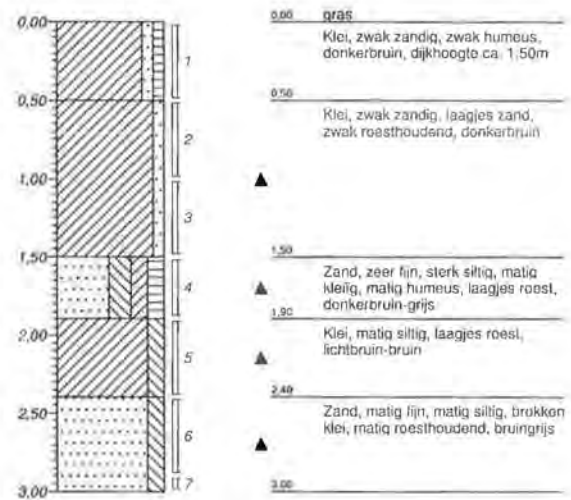 0,00
0,50
1,00
1,50
2,00
2,50
3,00
1
2
3
4
5
6
7
0,00 gras
Klei, zwak zandig, zwak humeus,
donkerbruin, dijkhoogte ca. 1.50m
0,50
Klei, zwak zandig, laagjes zand,
zwak roesthoudend, donkerbruin
1,50
Zand, zeer fijn, sterk siltig, matig
kleiïg, matig humeus, laagjes roest,
donkerbruin-grijs
1,90
Klei, matig siltig, laagjes roest,
lichtbruin-bruin
2,40
Zand, matig fijn, matig siltig, brokken
klei, matig roesthoudend, bruingrijs
3,00